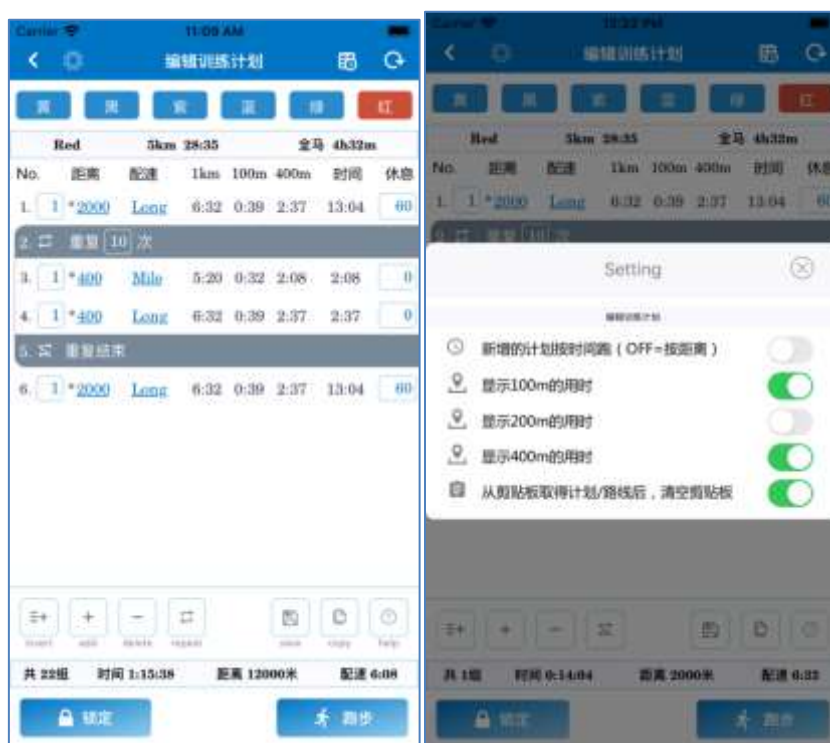 Carrier 11:09 AM
编辑训练计划
黄 黑 紫 蓝 绿 红
Red 5km 28:35 全马 4h32m
No. 距离 配速 1km 100m 400m 时间 休息
1. 1 * 2000 Long 6:32 0:39 2:37 13:04 60
2. 重复 10 次
3. 1 * 400 Mile 5:20 0:32 2:08 2:08 0
4. 1 * 400 Long 6:32 0:39 2:37 2:37 0
5. 重复结束
6. 1 * 2000 Long 6:32 0:39 2:37 13:04 60
insert add delete repeat save copy help
共 22组 时间 1:15:38 距离 12000米 配速 6:08
锁定 跑步
编辑训练计划
红
Red 5km 28:35 全马 4h32m
No. 距离 配速 1km 100m 400m 时间 休息
1. 1 * 2000 Long 6:32 0:39 2:37 13:04 60
Setting
编辑训练计划
新增的计划按时间跑 ( OFF=按距离 )
显示100m的用时
显示200m的用时
显示400m的用时
从剪贴板取得计划/路线后,清空剪贴板
共 1组 时间 0:14:04 距离 2000米 配速 6:32
锁定 跑步